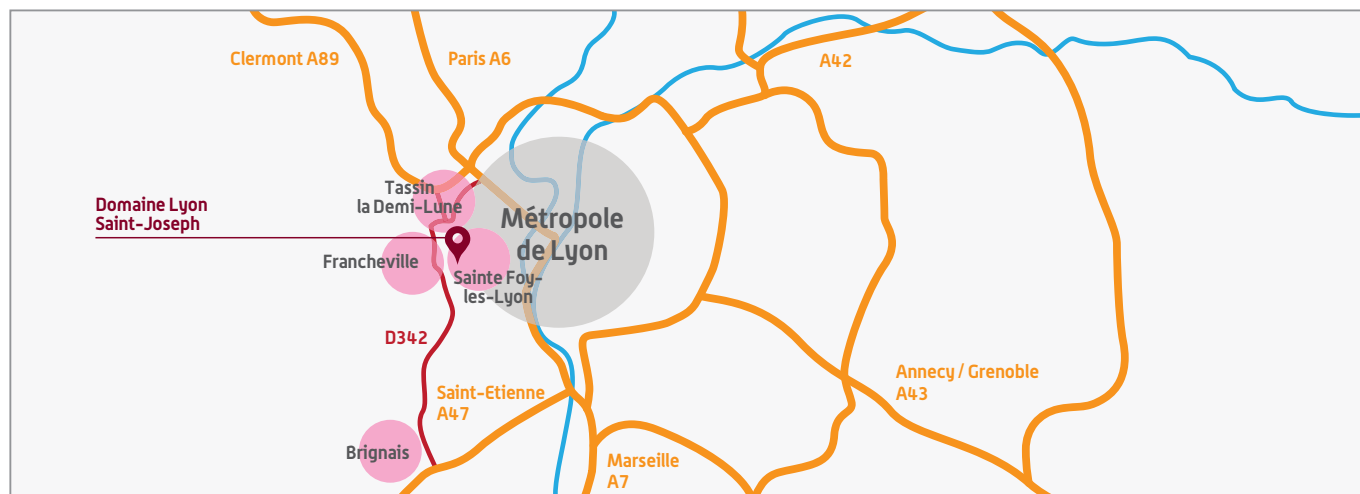 Clermont A89
Paris A6
A42
Tassin
la Demi-Lune
Domaine Lyon
Saint-Joseph
Métropole
de Lyon
Francheville
Sainte Foy-
les-Lyon
D342
Annecy / Grenoble
A43
Saint-Etienne
A47
Brignais
Marseille
A7